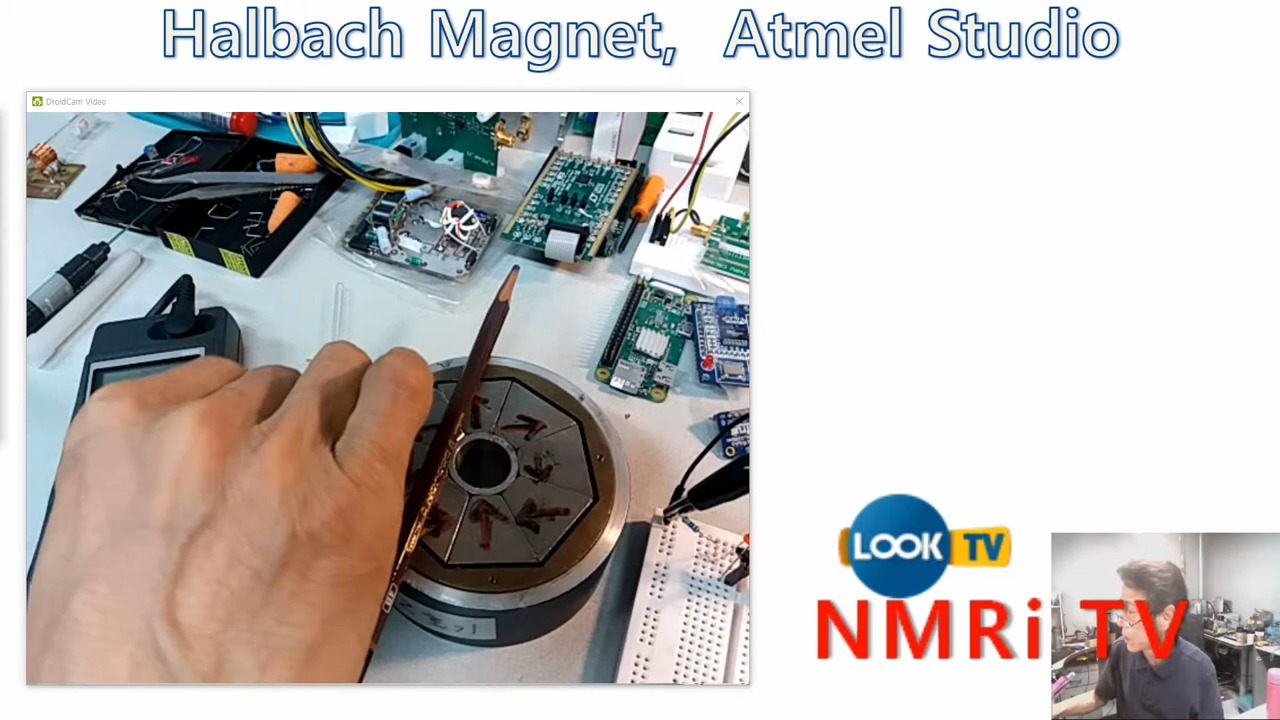 Halbach Magnet, Atmel Studio
DroidCam Video
LOOK TV
NMRi TV